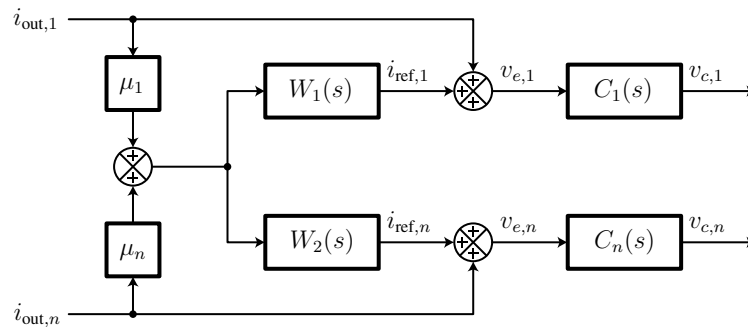 i_out,1
μ_1
W_1(s)
i_ref,1
+
+
+
v_e,1
C_1(s)
v_c,1
+
+
μ_n
W_2(s)
i_ref,n
+
+
+
v_e,n
C_n(s)
v_c,n
i_out,n